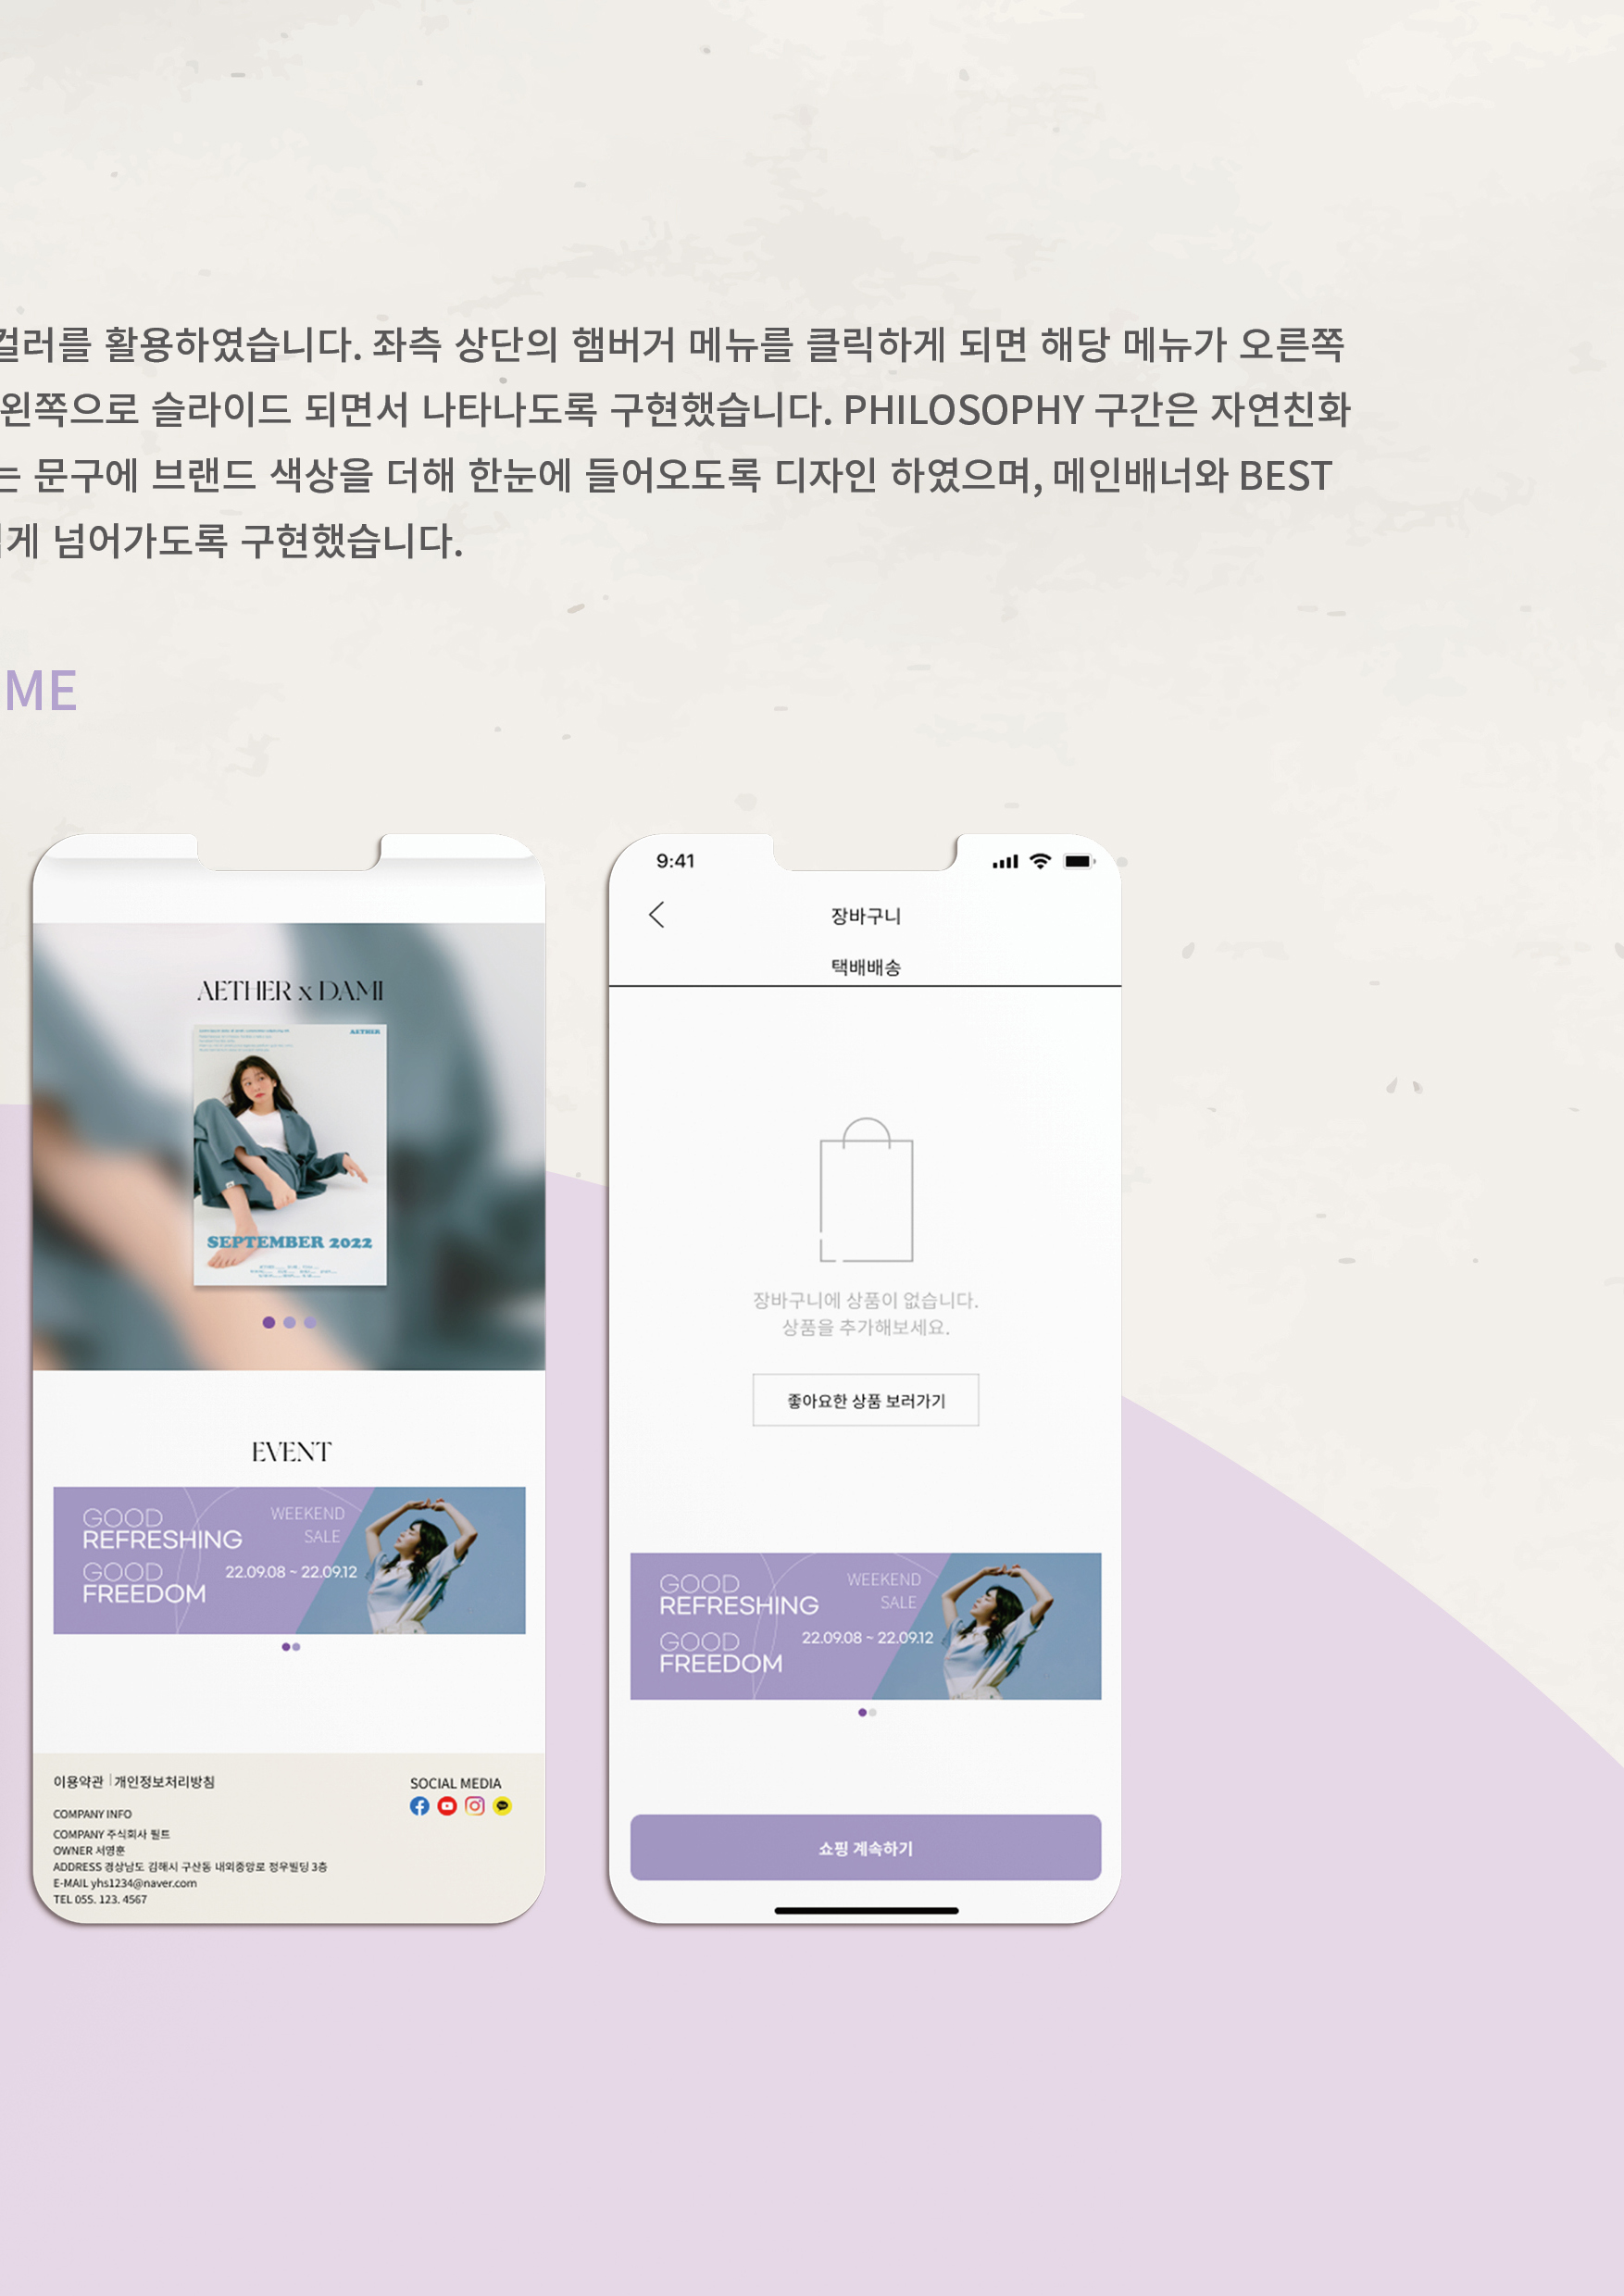 컬러를 활용하였습니다. 좌측 상단의 햄버거 메뉴를 클릭하게 되면 해당 메뉴가 오른쪽
왼쪽으로 슬라이드 되면서 나타나도록 구현했습니다. PHILOSOPHY 구간은 자연친화
는 문구에 브랜드 색상을 더해 한눈에 들어오도록 디자인 하였으며, 메인배너와 BEST
게 넘어가도록 구현했습니다.
ME
AETHER x DAMI
AETHER
SEPTEMBER 2022
EVENT
GOOD
REFRESHING
GOOD
FREEDOM
WEEKEND
SALE
22.09.08 ~ 22.09.12
이용약관 | 개인정보처리방침
SOCIAL MEDIA
COMPANY INFO
COMPANY 주식회사 필트
OWNER 서영훈
ADDRESS 경상남도 김해시 구산동 내외중앙로 정우빌딩 3층
E-MAIL yhs1234@naver.com
TEL 055. 123. 4567
9:41
장바구니
택배배송
장바구니에 상품이 없습니다.
상품을 추가해보세요.
좋아요한 상품 보러가기
GOOD
REFRESHING
GOOD
FREEDOM
WEEKEND
SALE
22.09.08 ~ 22.09.12
쇼핑 계속하기